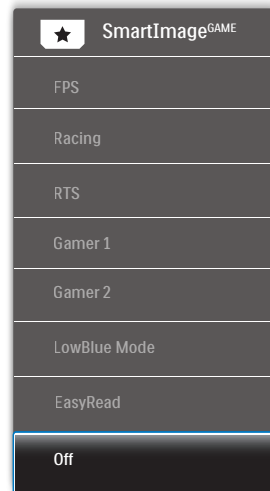 SmartImageGAME
FPS
Racing
RTS
Gamer 1
Gamer 2
LowBlue Mode
EasyRead
Off